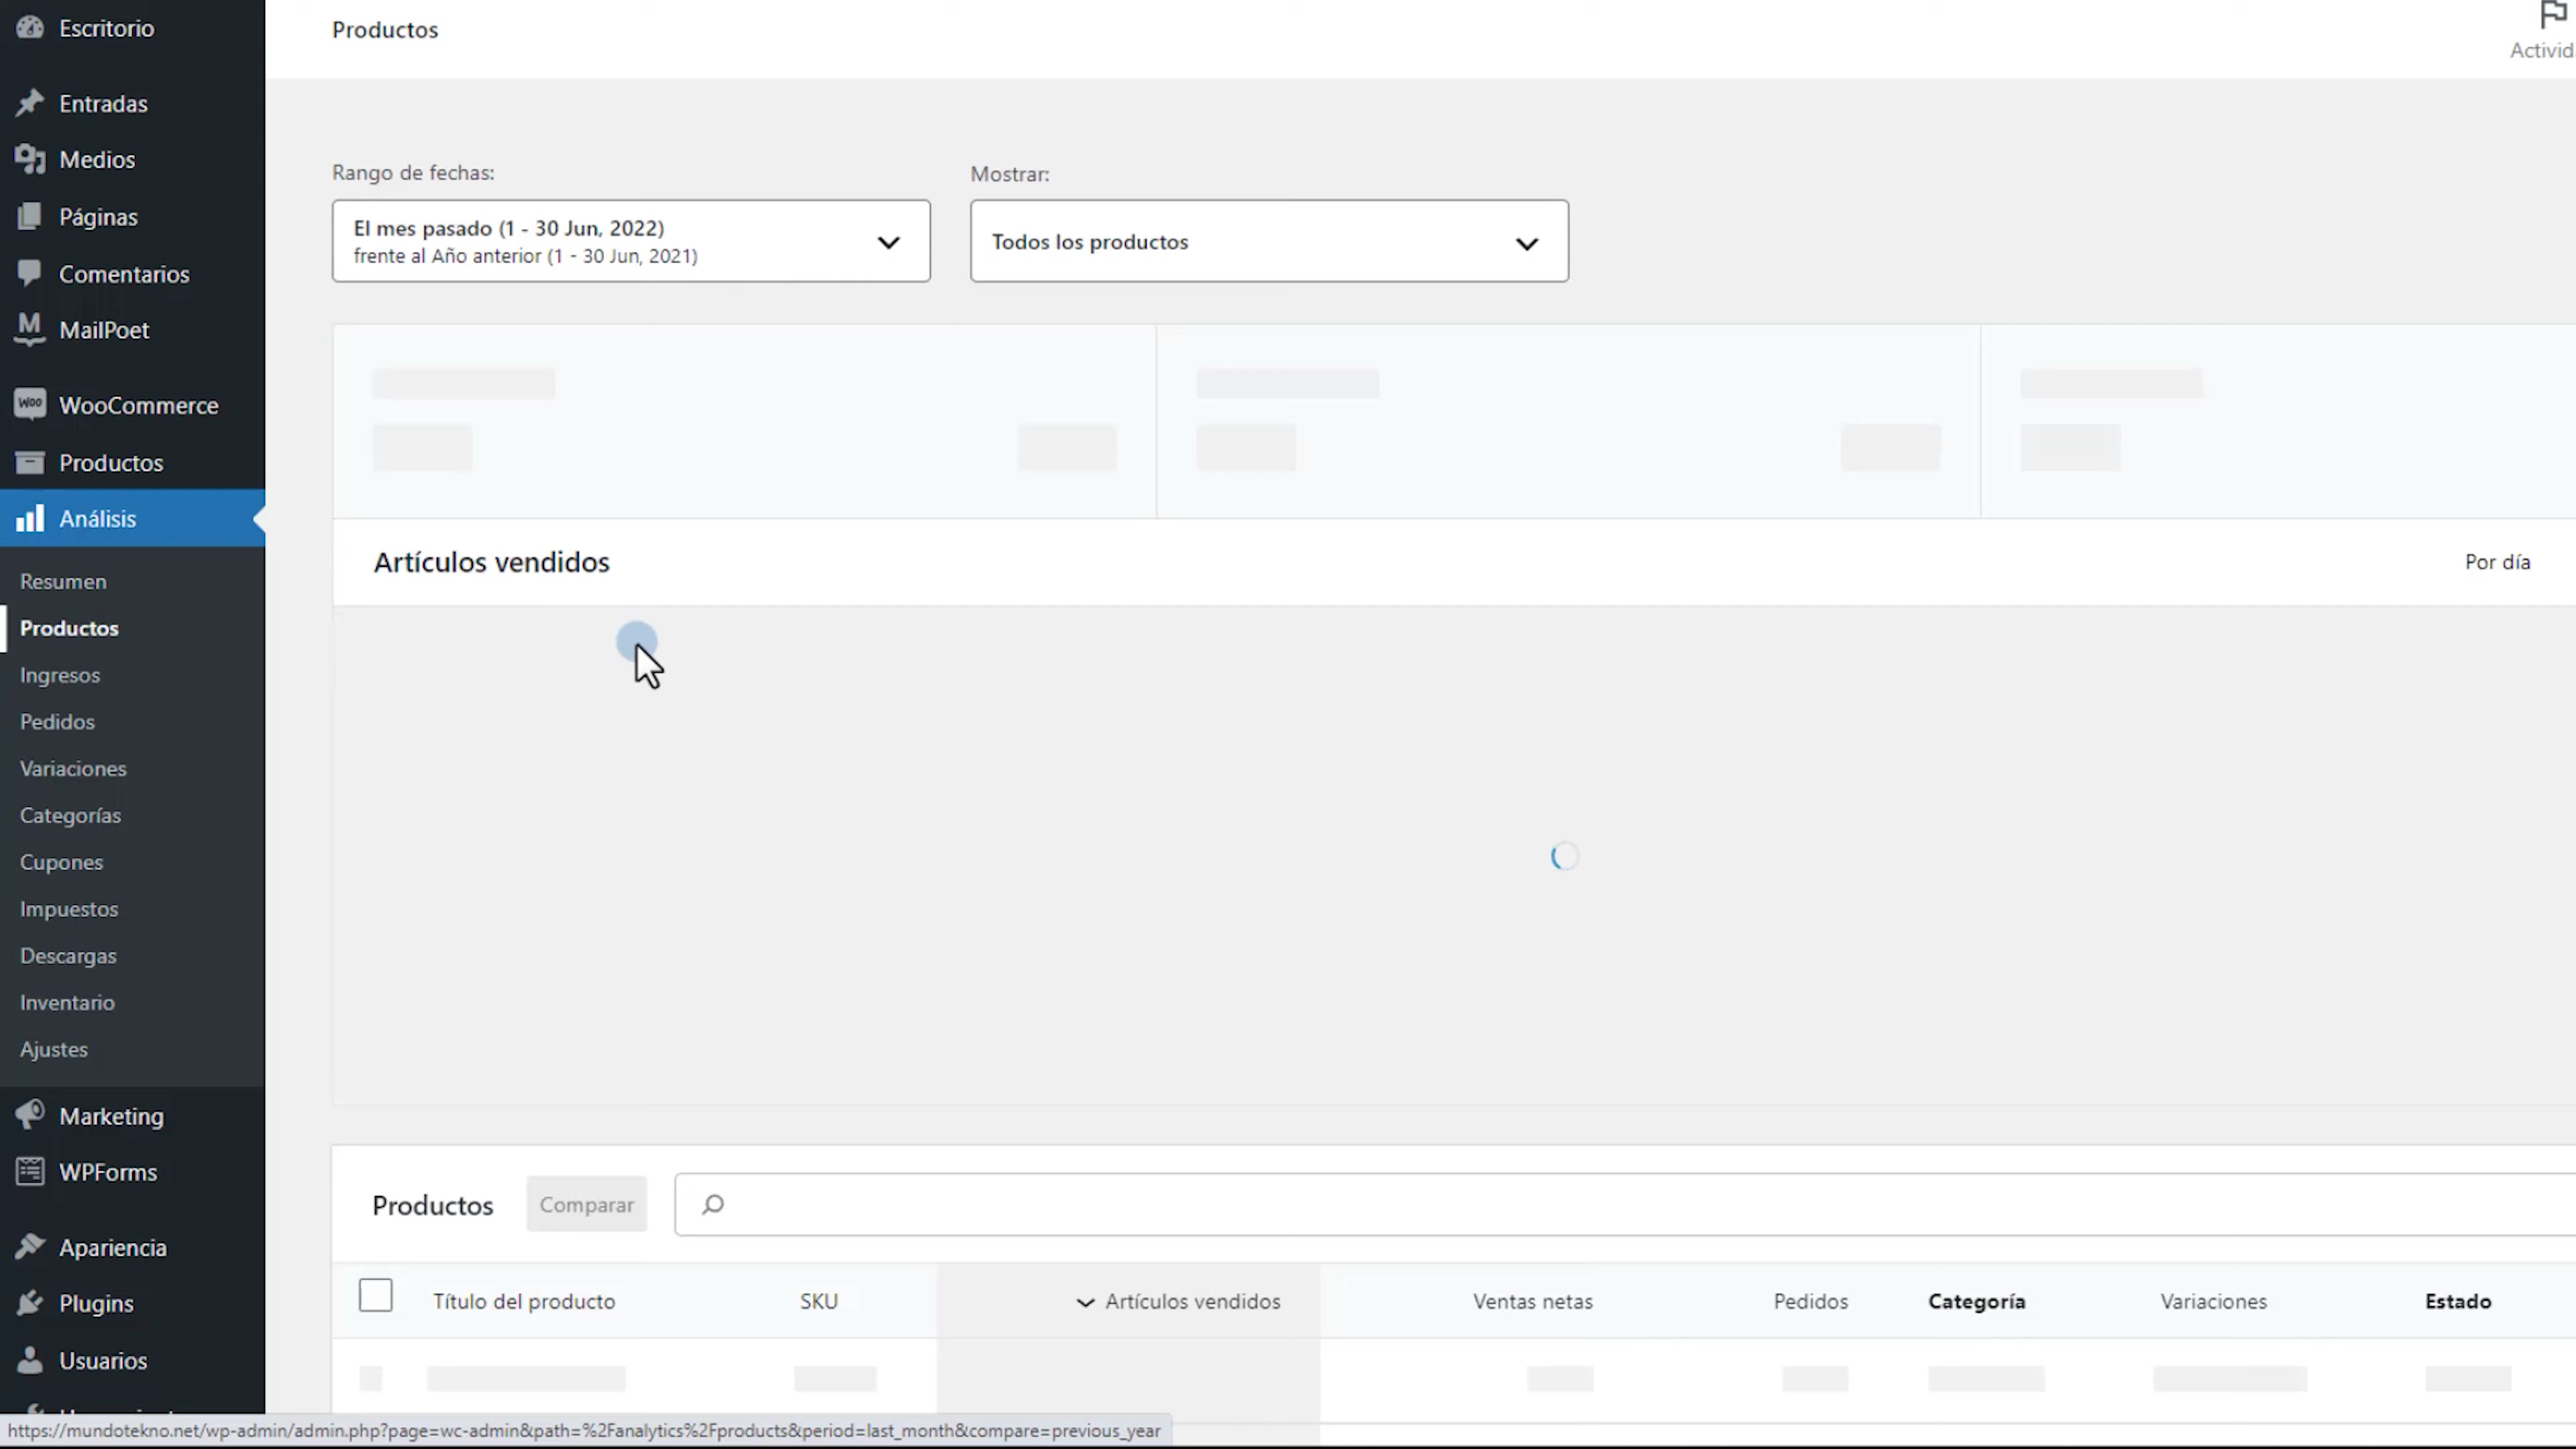 Escritorio
Entradas
Medios
Páginas
Comentarios
MailPoet
WooCommerce
Productos
Análisis
Resumen
Productos
Ingresos
Pedidos
Variaciones
Categorías
Cupones
Impuestos
Descargas
Inventario
Ajustes
Marketing
WPForms
Apariencia
Plugins
Usuarios
Productos
Rango de fechas:
El mes pasado (1 - 30 Jun, 2022)
frente al Año anterior (1 - 30 Jun, 2021)
Mostrar:
Todos los productos
Artículos vendidos
Por día
Productos
Comparar
Título del producto SKU Artículos vendidos Ventas netas Pedidos Categoría Variaciones Estado
https://mundotekno.net/wp-admin/admin.php?page=wc-admin&path=%2Fanalytics%2Fproducts&period=last_month&compare=previous_year